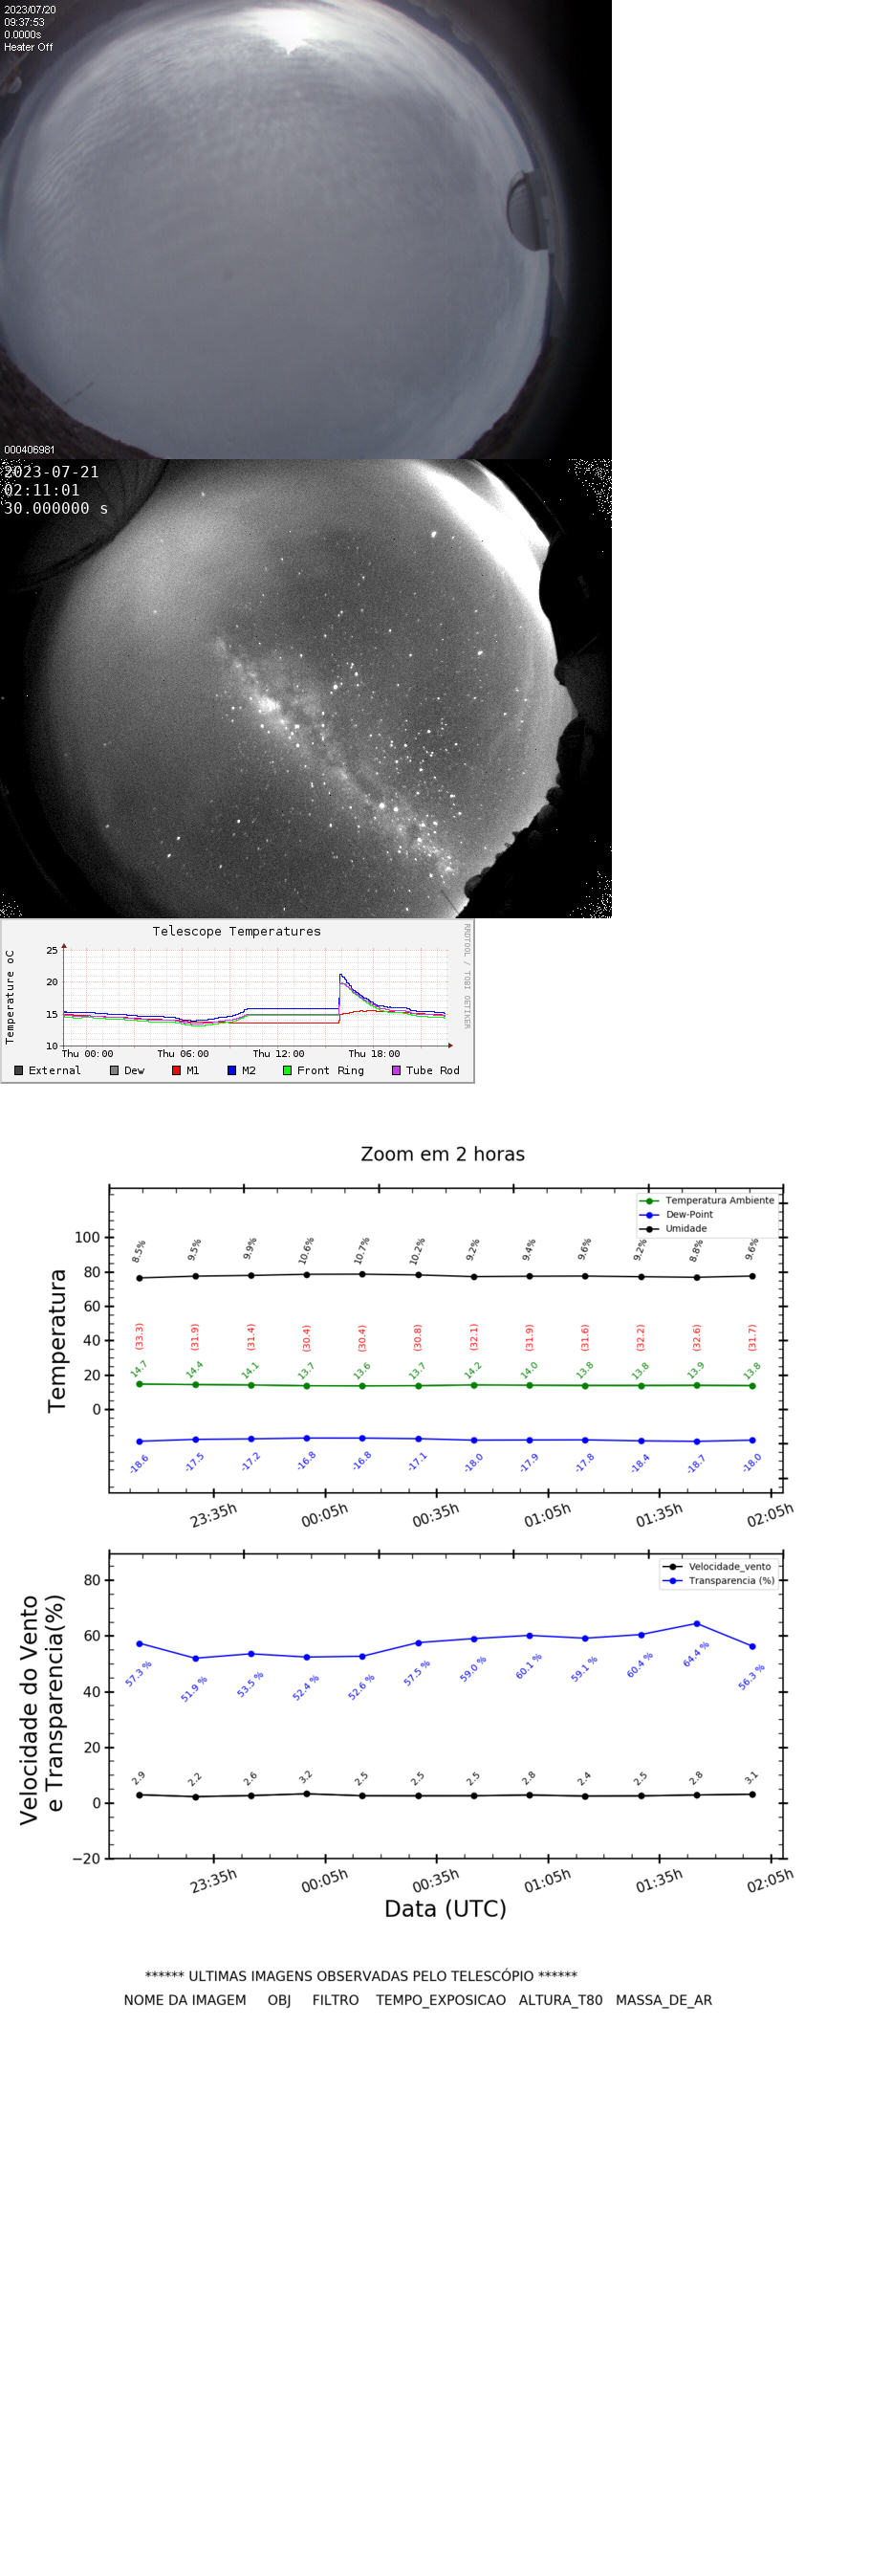 2023/07/20
09:37:53
0.0000s
Heater Off
000406981
2023-07-21
02:11:01
30.000000 s
Telescope Temperatures
RRDTOOL / TOBI OETIKER
Temperature oC
25
20
15
10
Thu 00:00 Thu 06:00 Thu 12:00 Thu 18:00
External Dew M1 M2 Front Ring Tube Rod
Zoom em 2 horas
Temperatura Ambiente
Dew-Point
Umidade
Temperatura
100
80
60
40
20
0
8.5% 9.5% 9.9% 10.6% 10.7% 10.2% 9.2% 9.4% 9.6% 9.2% 8.8% 9.6%
(33.3) (31.9) (31.4) (30.4) (30.4) (30.8) (32.1) (31.9) (31.6) (32.2) (32.6) (31.7)
14.7 14.4 14.1 13.7 13.6 13.7 14.2 14.0 13.8 13.8 13.9 13.8
-18.6 -17.5 -17.2 -16.8 -16.8 -17.1 -18.0 -17.9 -17.8 -18.4 -18.7 -18.0
23:35h 00:05h 00:35h 01:05h 01:35h 02:05h
Velocidade_vento
Transparencia (%)
Velocidade do Vento
e Transparencia(%)
80
60
40
20
0
−20
57.3 % 51.9 % 53.5 % 52.4 % 52.6 % 57.5 % 59.0 % 60.1 % 59.1 % 60.4 % 64.4 % 56.3 %
2.9 2.2 2.6 3.2 2.5 2.5 2.5 2.8 2.4 2.5 2.8 3.1
23:35h 00:05h 00:35h 01:05h 01:35h 02:05h
Data (UTC)
****** ULTIMAS IMAGENS OBSERVADAS PELO TELESCÓPIO ******
NOME DA IMAGEM OBJ FILTRO TEMPO_EXPOSICAO ALTURA_T80 MASSA_DE_AR